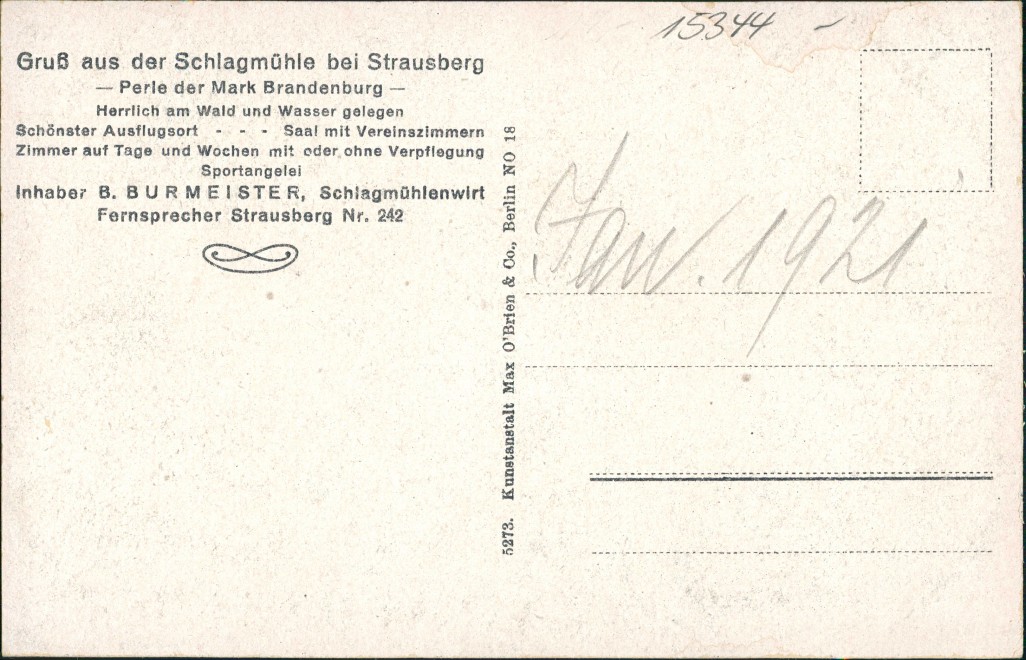 15344 -
Gruß aus der Schlagmühle bei Strausberg
— Perle der Mark Brandenburg —
Herrlich am Wald und Wasser gelegen
Schönster Ausflugsort - - - Saal mit Vereinszimmern
Zimmer auf Tage und Wochen mit oder ohne Verpflegung
Sportangelei
Inhaber B. BURMEISTER, Schlagmühlenwirt
Fernsprecher Strausberg Nr. 242
5273. Kunstanstalt Max O'Brien & Co., Berlin NO 18
Jan. 1921